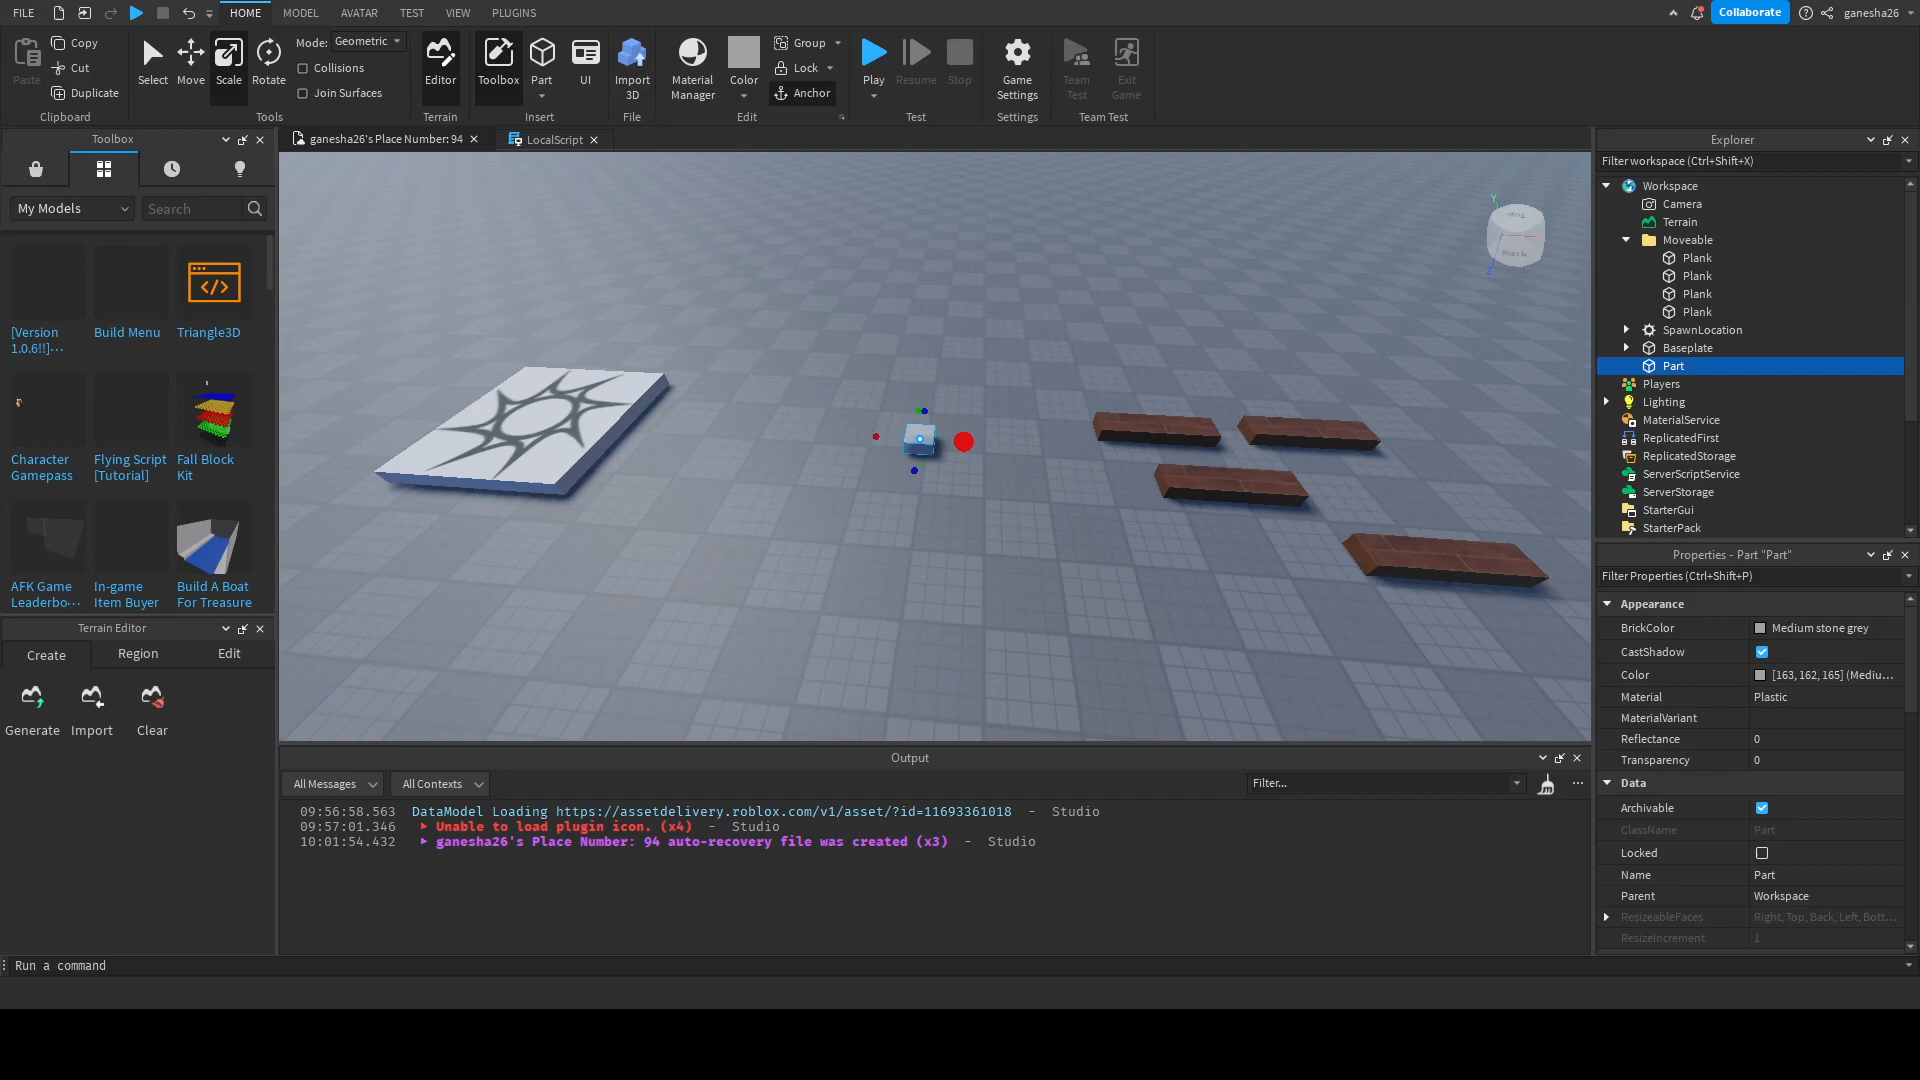 FILE HOME MODEL AVATAR TEST VIEW PLUGINS Collaborate ganesha26
Paste Copy Cut Duplicate Clipboard
Select Move Scale Rotate Mode: Geometric Collisions Join Surfaces Tools
Editor Terrain
Toolbox Part UI Insert
Import 3D File
Material Manager Color Group Lock Anchor Edit
Play Resume Stop Test
Game Settings Settings
Team Test Exit Game Team Test
Toolbox
My Models Search
[Version 1.0.6!!]... Build Menu Triangle3D
Character Gamepass Flying Script [Tutorial] Fall Block Kit
AFK Game Leaderbo... In-game Item Buyer Build A Boat For Treasure
Terrain Editor
Create Region Edit
Generate Import Clear
ganesha26's Place Number: 94 LocalScript
Y
Top
Back
Z
Output
All Messages All Contexts Filter...
09:56:58.563 DataModel Loading https://assetdelivery.roblox.com/v1/asset/?id=11693361018 - Studio
09:57:01.346 Unable to load plugin icon. (x4) - Studio
10:01:54.432 ganesha26's Place Number: 94 auto-recovery file was created (x3) - Studio
Run a command
Explorer
Filter workspace (Ctrl+Shift+X)
Workspace
Camera
Terrain
Moveable
Plank
Plank
Plank
Plank
SpawnLocation
Baseplate
Part
Players
Lighting
MaterialService
ReplicatedFirst
ReplicatedStorage
ServerScriptService
ServerStorage
StarterGui
StarterPack
Properties - Part "Part"
Filter Properties (Ctrl+Shift+P)
Appearance
BrickColor Medium stone grey
CastShadow
Color [163, 162, 165] (Mediu...
Material Plastic
MaterialVariant
Reflectance 0
Transparency 0
Data
Archivable
ClassName Part
Locked
Name Part
Parent Workspace
ResizeableFaces Right, Top, Back, Left, Bott...
ResizeIncrement 1